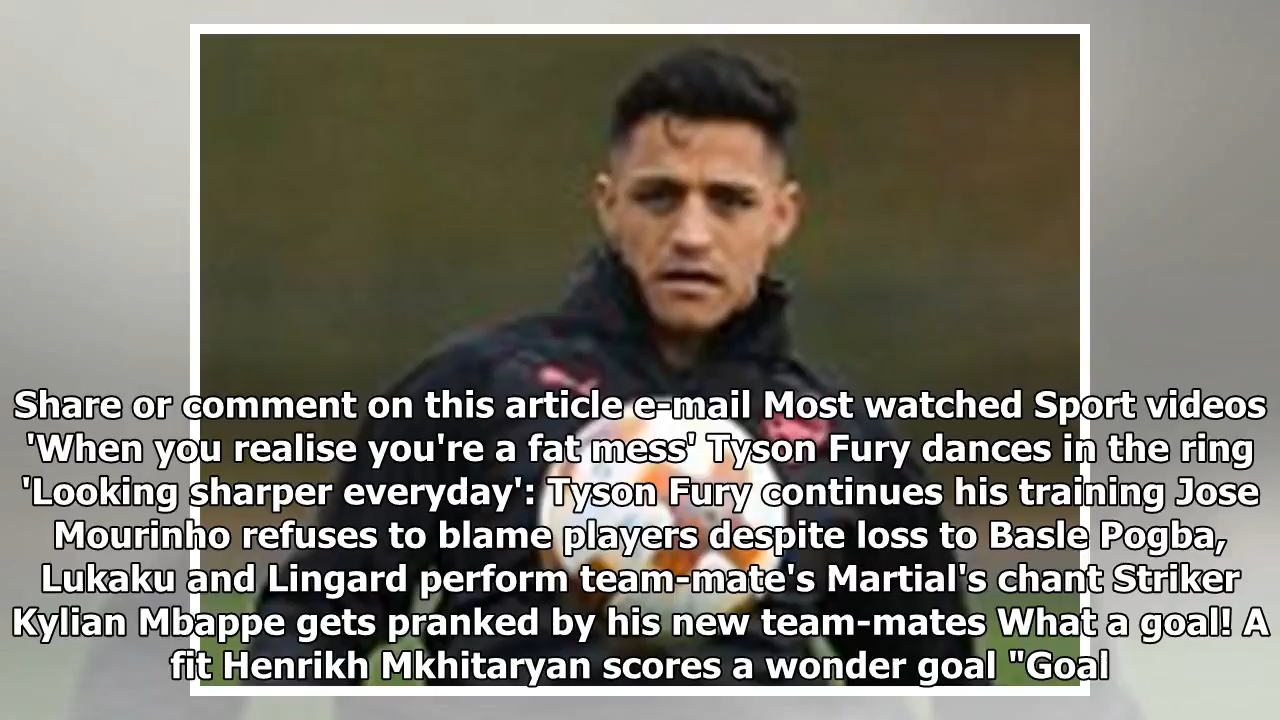 Share or comment on this article e-mail Most watched Sport videos
'When you realise you're a fat mess' Tyson Fury dances in the ring
'Looking sharper everyday': Tyson Fury continues his training Jose
Mourinho refuses to blame players despite loss to Basle Pogba,
Lukaku and Lingard perform team-mate's Martial's chant Striker
Kylian Mbappe gets pranked by his new team-mates What a goal! A
fit Henrikh Mkhitaryan scores a wonder goal "Goal